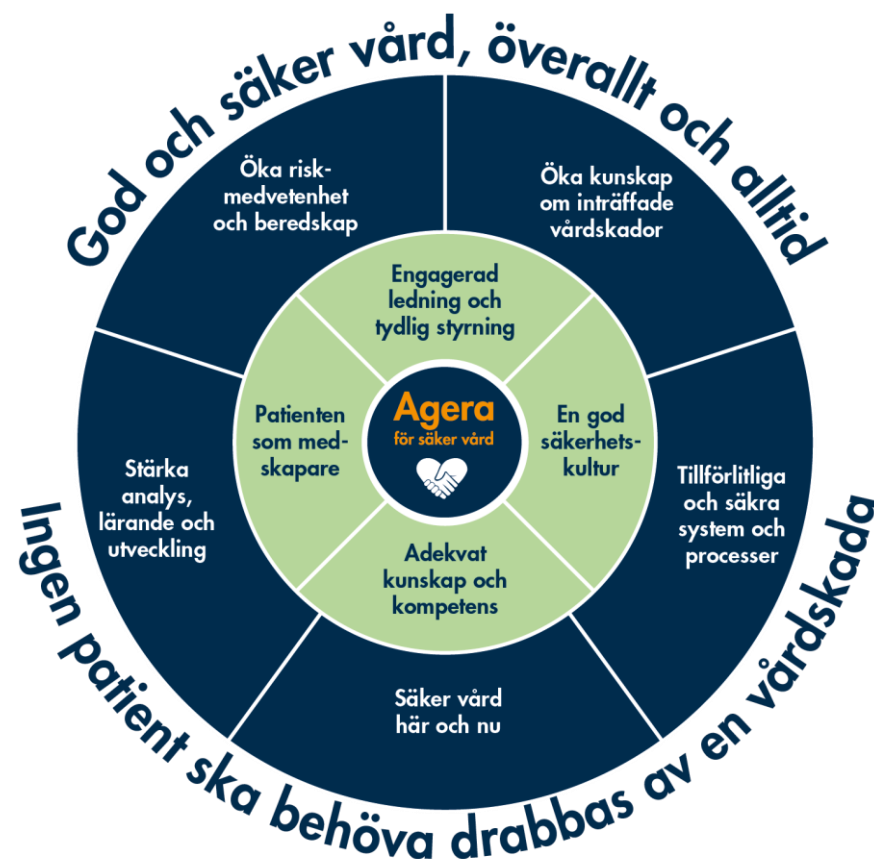 God och säker vård, överallt och alltid
Öka risk-
medvetenhet
och beredskap
Öka kunskap
om inträffade
vårdskador
Engagerad
ledning och
tydlig styrning
Patienten
som med-
skapare
Agera
för säker vård
En god
säkerhets-
kultur
Stärka
analys,
lärande och
utveckling
Tillförlitliga
och säkra
system och
processer
Adekvat
kunskap och
kompetens
Säker vård
här och nu
Ingen patient ska behöva drabbas av en vårdskada